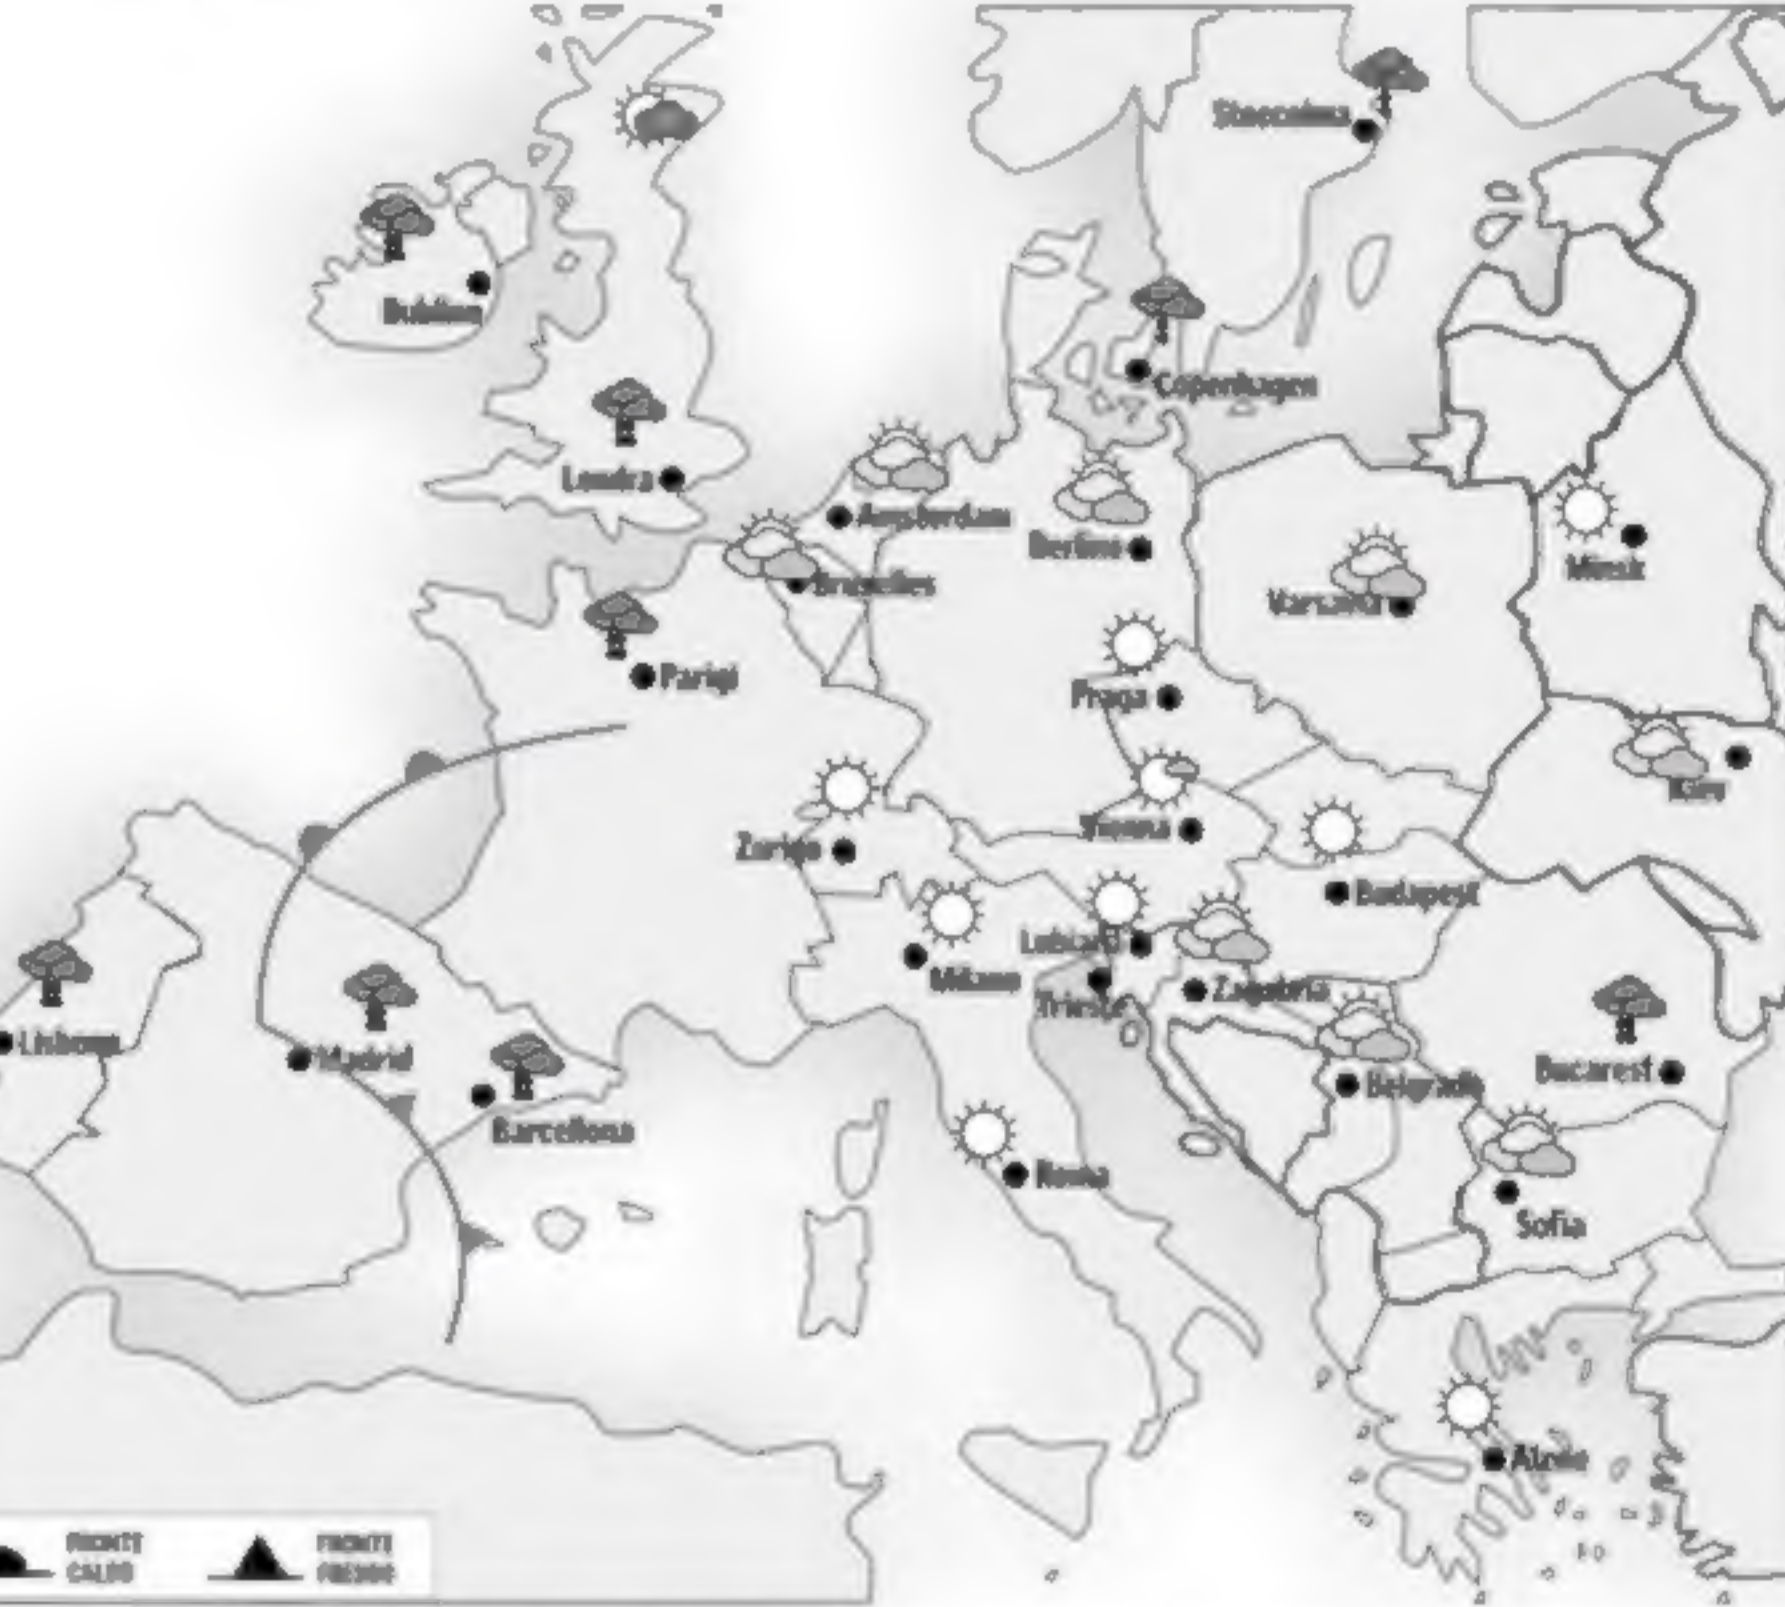 Stoccolma
Dublino
Copenhagen
Londra
Amsterdam
Berlino
Bruxelles
Minsk
Varsavia
Parigi
Praga
Kiev
Vienna
Zurigo
Budapest
Lubiana
Milano
Zagabria
Trieste
Lisbona
Madrid
Belgrado
Bucarest
Barcellona
Roma
Sofia
Atene
FRONTE
CALDO
FRONTE
FREDDO